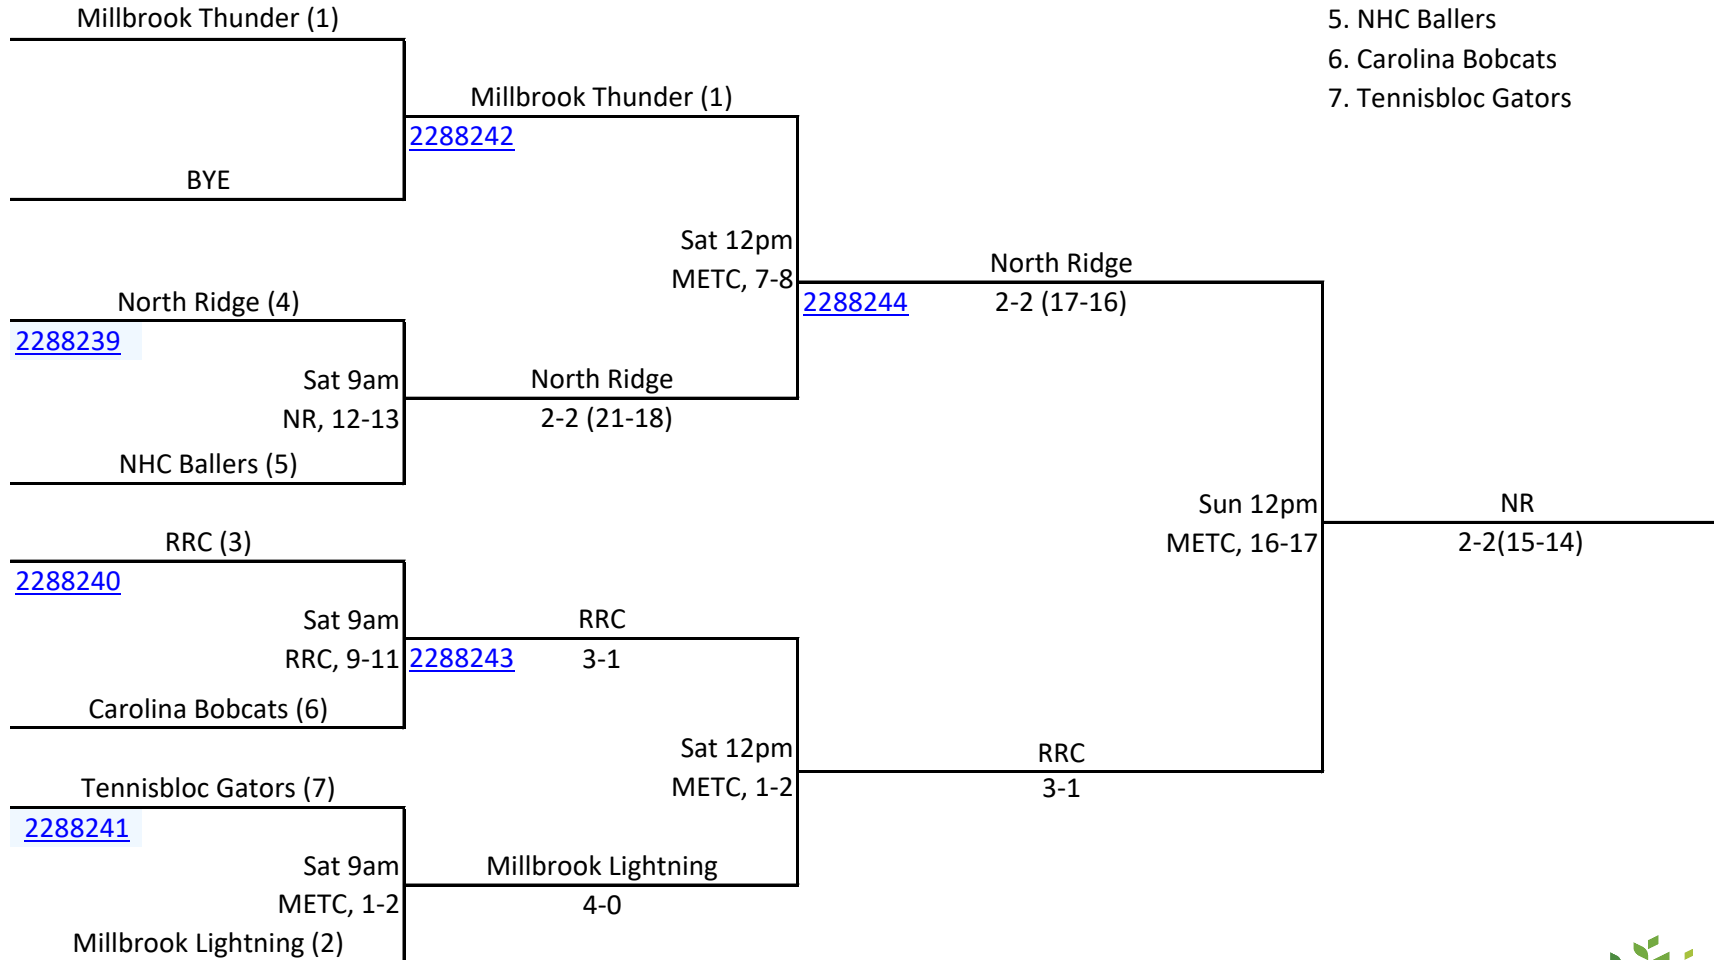 Millbrook Thunder (1)
5. NHC Ballers
6. Carolina Bobcats
7. Tennisbloc Gators
Millbrook Thunder (1)
2288242
BYE
Sat 12pm
METC, 7-8
North Ridge
2288244
2-2 (17-16)
North Ridge (4)
2288239
Sat 9am
NR, 12-13
North Ridge
2-2 (21-18)
NHC Ballers (5)
Sun 12pm
METC, 16-17
NR
2-2(15-14)
RRC (3)
2288240
Sat 9am
RRC, 9-11
RRC
2288243
3-1
Carolina Bobcats (6)
Sat 12pm
METC, 1-2
RRC
3-1
Tennisbloc Gators (7)
2288241
Sat 9am
METC, 1-2
Millbrook Lightning
4-0
Millbrook Lightning (2)